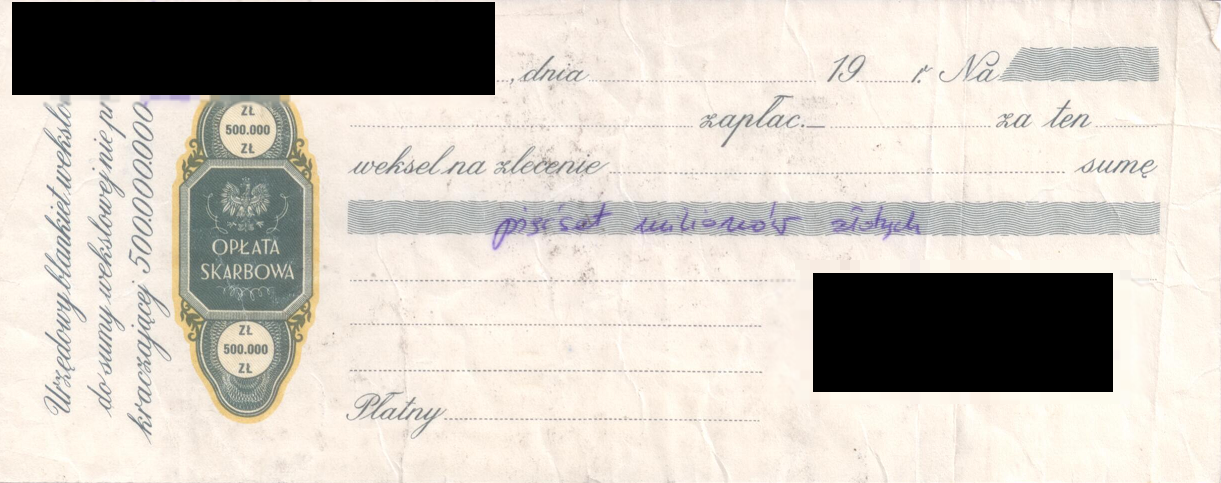 , dnia 19 r. Na
zapłac. za ten
weksel na zlecenie sumę
pięćset milionów złotych
Płatny
Urzędowy blankiet
do sumy wekslowej nie
kraczającej 500.000.000
ZŁ
500.000
ZŁ
OPŁATA
SKARBOWA
ZŁ
500.000
ZŁ